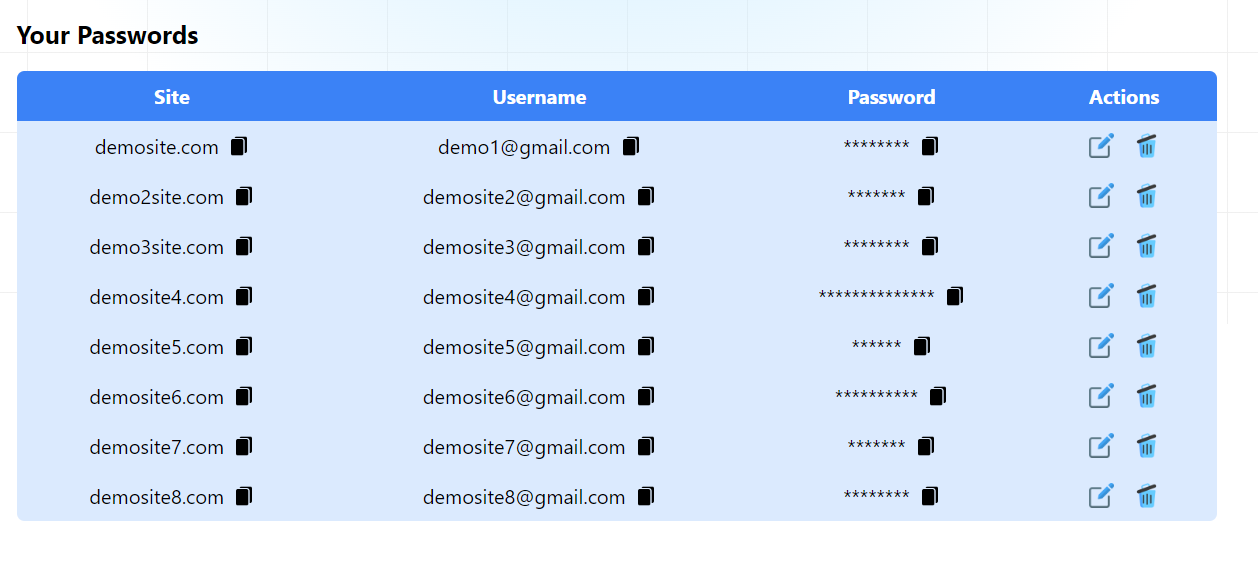 Your Passwords
Site Username Password Actions
demosite.com demo1@gmail.com ********
demo2site.com demosite2@gmail.com *******
demo3site.com demosite3@gmail.com ********
demosite4.com demosite4@gmail.com **************
demosite5.com demosite5@gmail.com ******
demosite6.com demosite6@gmail.com **********
demosite7.com demosite7@gmail.com *******
demosite8.com demosite8@gmail.com ********